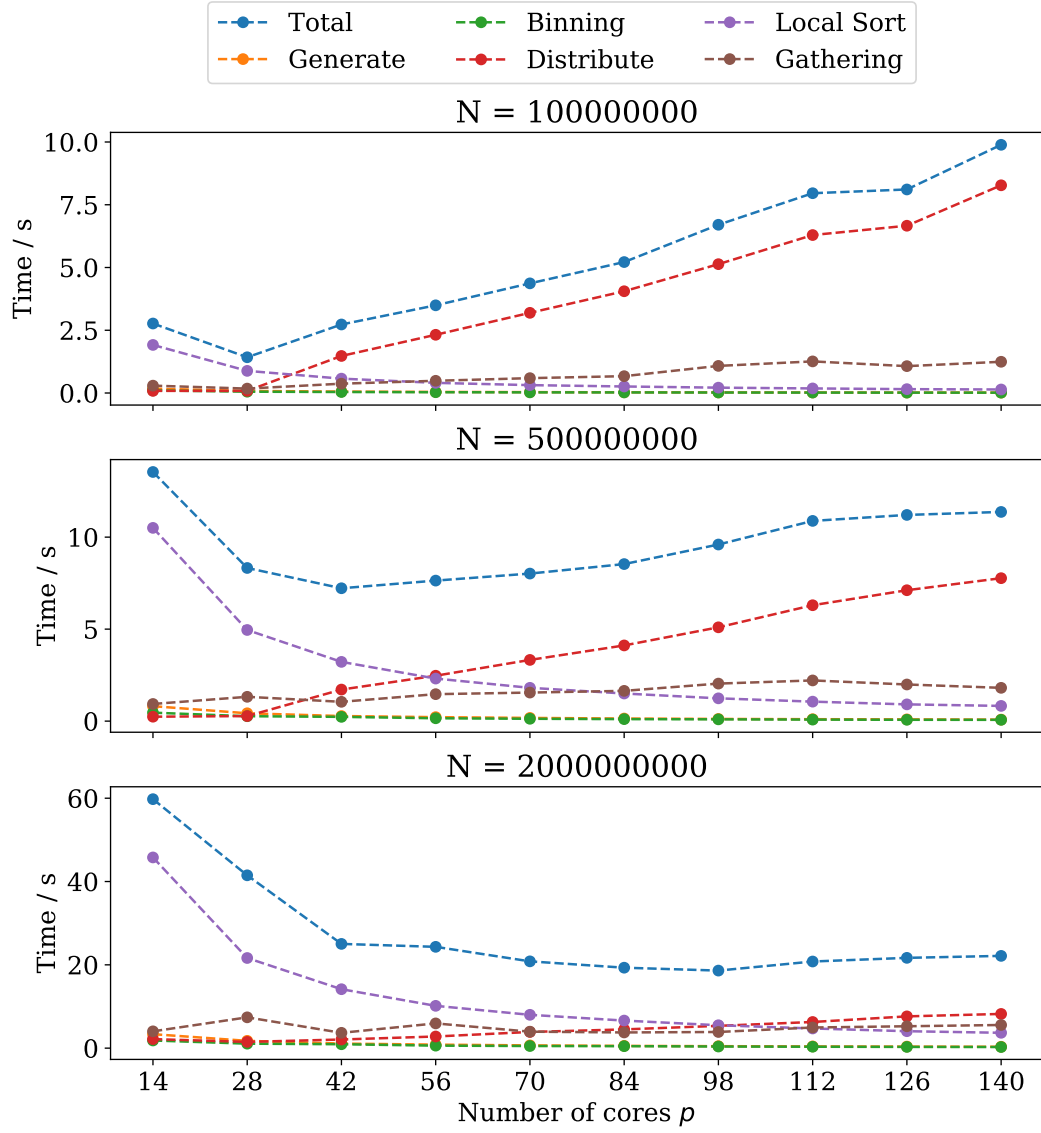 Total Binning Local Sort
Generate Distribute Gathering
N = 100000000
10.0
7.5
5.0
2.5
0.0
Time / s
N = 500000000
10
5
0
Time / s
N = 2000000000
60
40
20
0
Time / s
14 28 42 56 70 84 98 112 126 140
Number of cores p